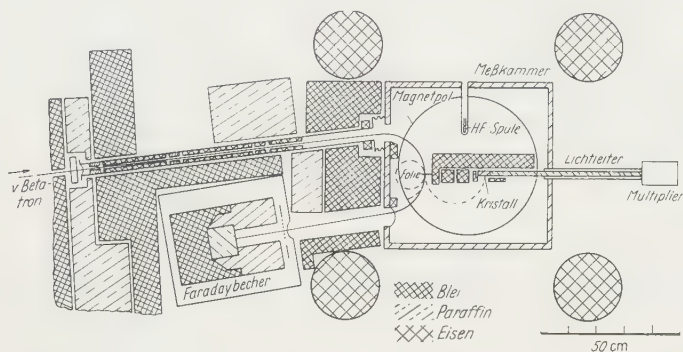 Meßkammer
Magnetpol
HF Spule
v Beta-
tron
Folie
Lichtleiter
Kristall
Multiplier
Faradaybecher
Blei
Paraffin
Eisen
50 cm